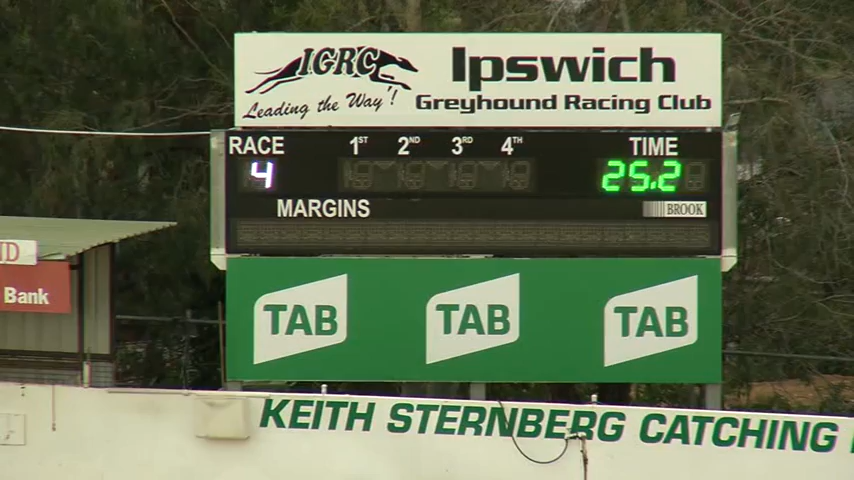 IGRC
Leading the Way'!
Ipswich
Greyhound Racing Club
RACE 1ST 2ND 3RD 4TH TIME
4 25.2
MARGINS BROOK
Bank
TAB TAB TAB
KEITH STERNBERG CATCHING